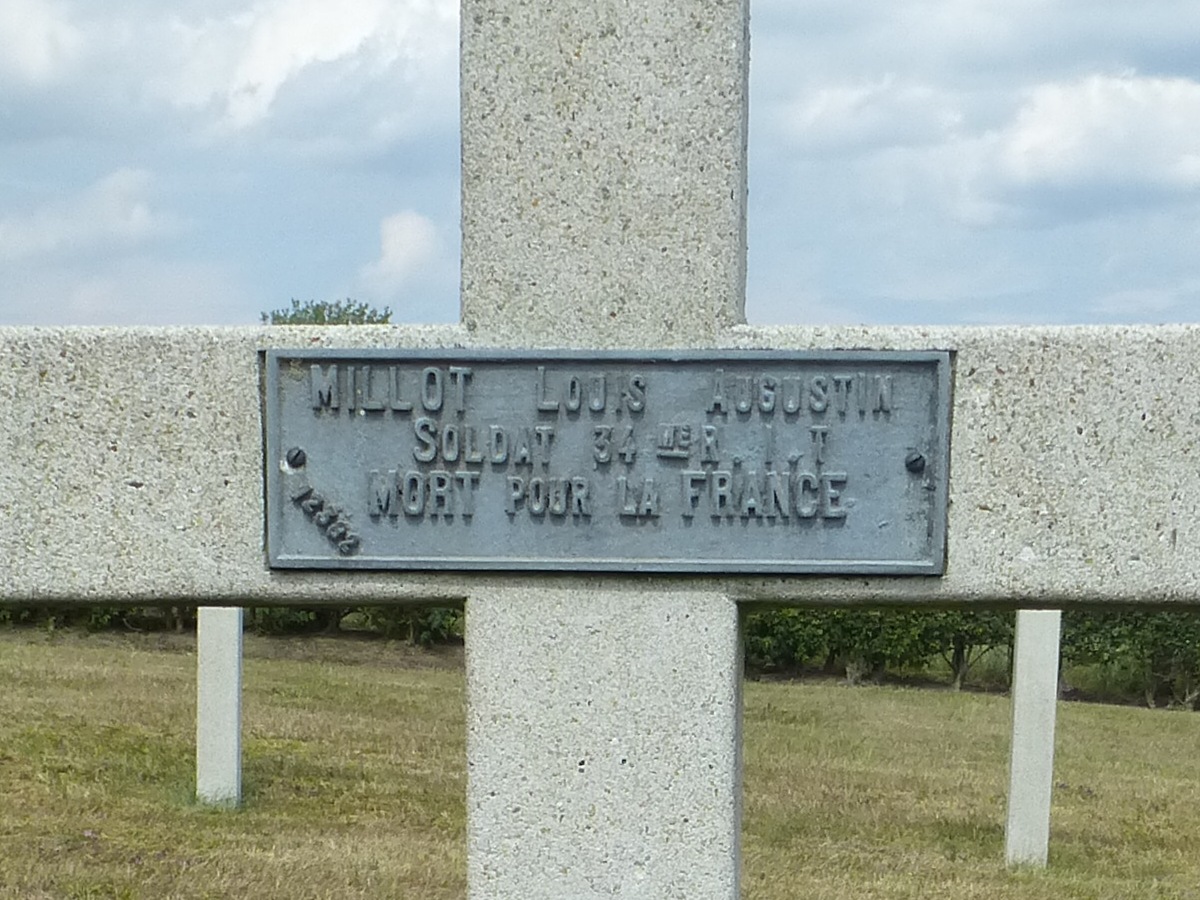 MILLOT LOUIS AUGUSTIN
SOLDAT 34 ME R. I. T
MORT POUR LA FRANCE